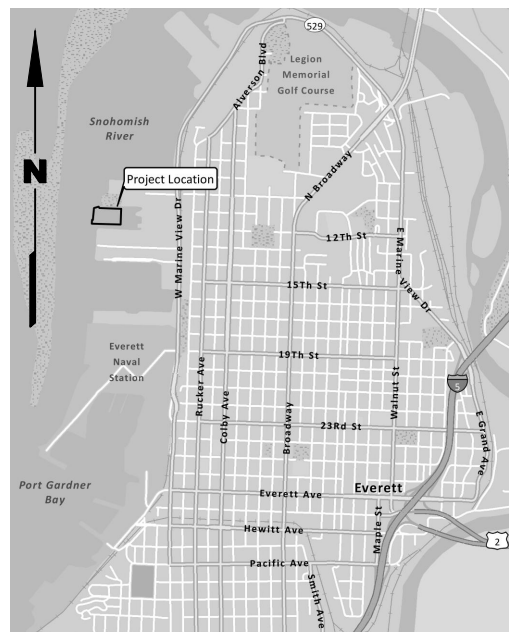 529
Legion
Memorial
Golf Course
Alverson Blvd
Snohomish
River
N
Project Location
N Broadway
W Marine View Dr
12Th St
E Marine View Dr
15Th St
Everett
Naval
Station
19Th St
5
Rucker Ave
Colby Ave
Walnut St
Broadway
23Rd St
E Grand Ave
Port Gardner
Bay
Everett
Everett Ave
Hewitt Ave
Maple St
2
Pacific Ave
Smith Ave